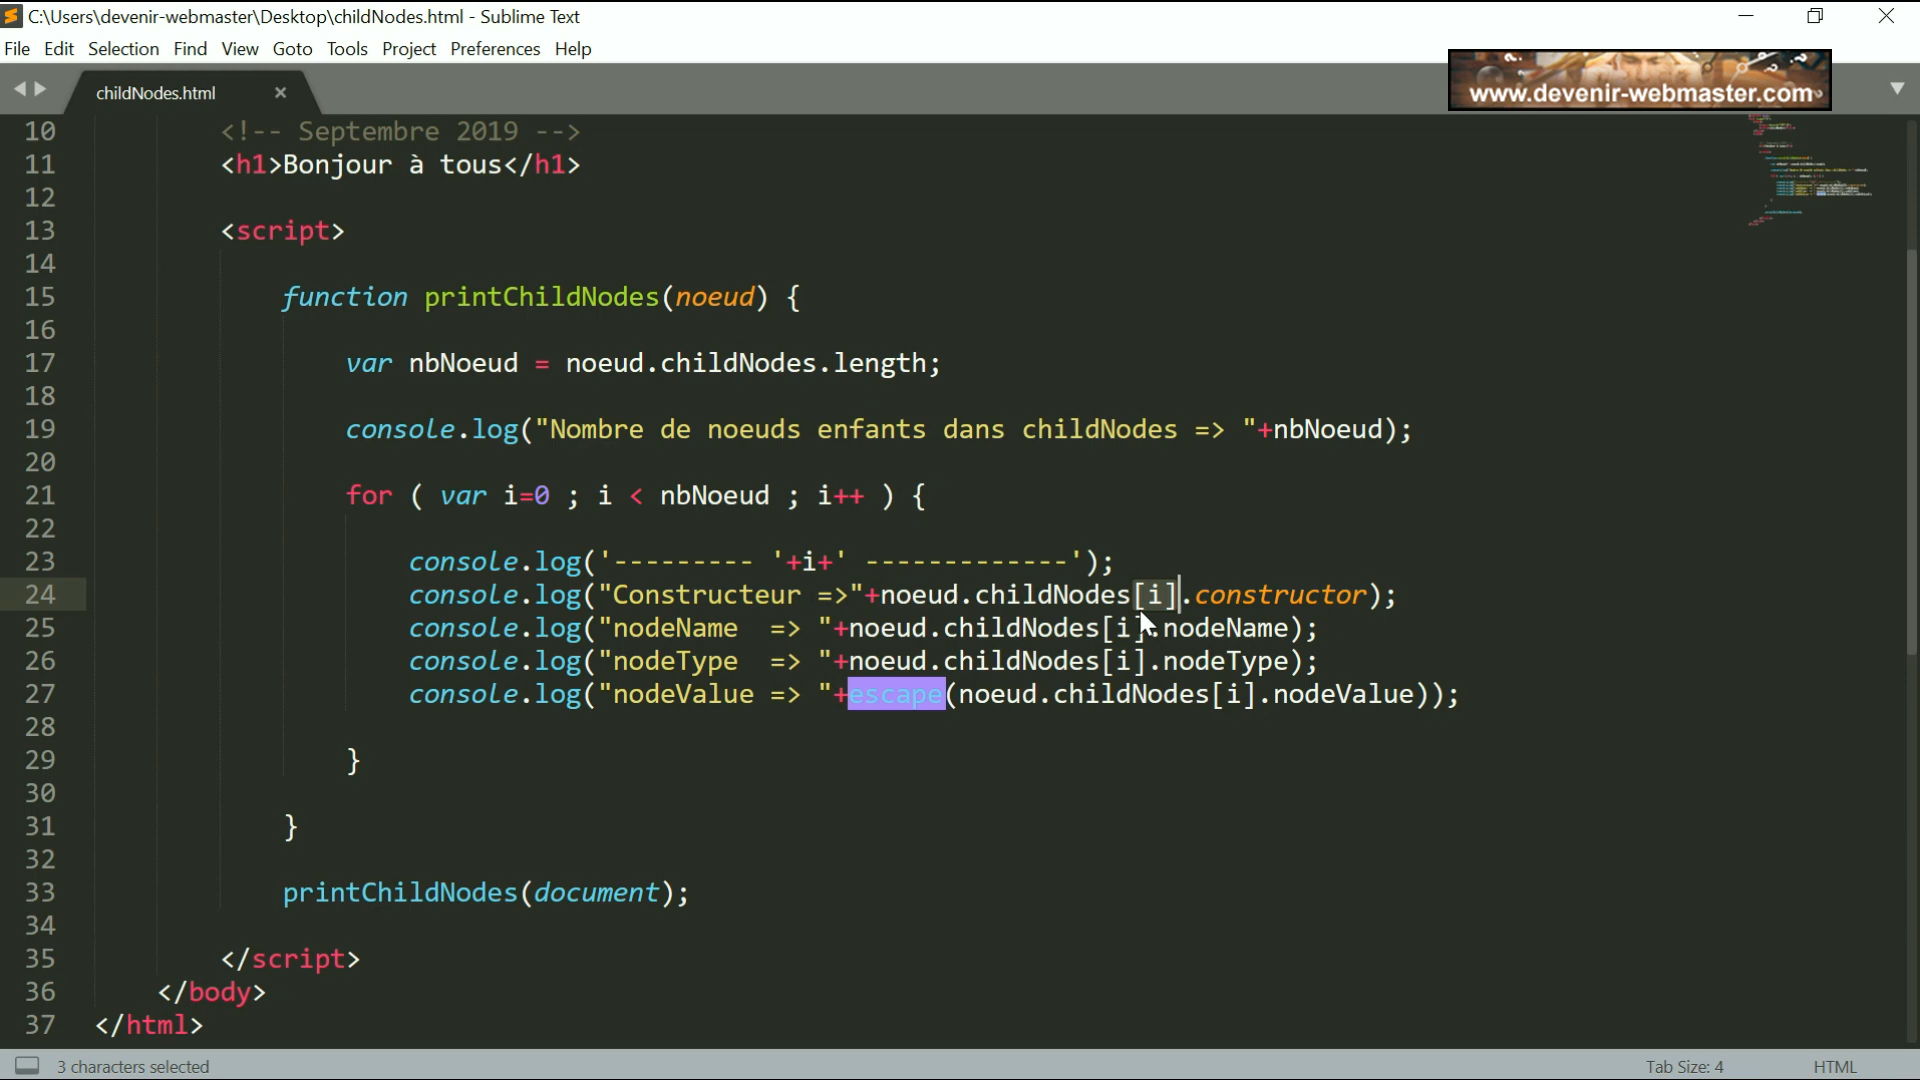 C:\Users\devenir-webmaster\Desktop\childNodes.html - Sublime Text
File Edit Selection Find View Goto Tools Project Preferences Help
www.devenir-webmaster.com
childNodes.html
10 <!-- Septembre 2019 -->
11 <h1>Bonjour à tous</h1>
12
13 <script>
14
15 function printChildNodes(noeud) {
16
17 var nbNoeud = noeud.childNodes.length;
18
19 console.log("Nombre de noeuds enfants dans childNodes => "+nbNoeud);
20
21 for ( var i=0 ; i < nbNoeud ; i++ ) {
22
23 console.log('--------- '+i+' -------------');
24 console.log("Constructeur =>"+noeud.childNodes[i].constructor);
25 console.log("nodeName  => "+noeud.childNodes[i].nodeName);
26 console.log("nodeType  => "+noeud.childNodes[i].nodeType);
27 console.log("nodeValue => "+escape(noeud.childNodes[i].nodeValue));
28
29 }
30
31 }
32
33 printChildNodes(document);
34
35 </script>
36 </body>
37 </html>
3 characters selected
Tab Size: 4 HTML